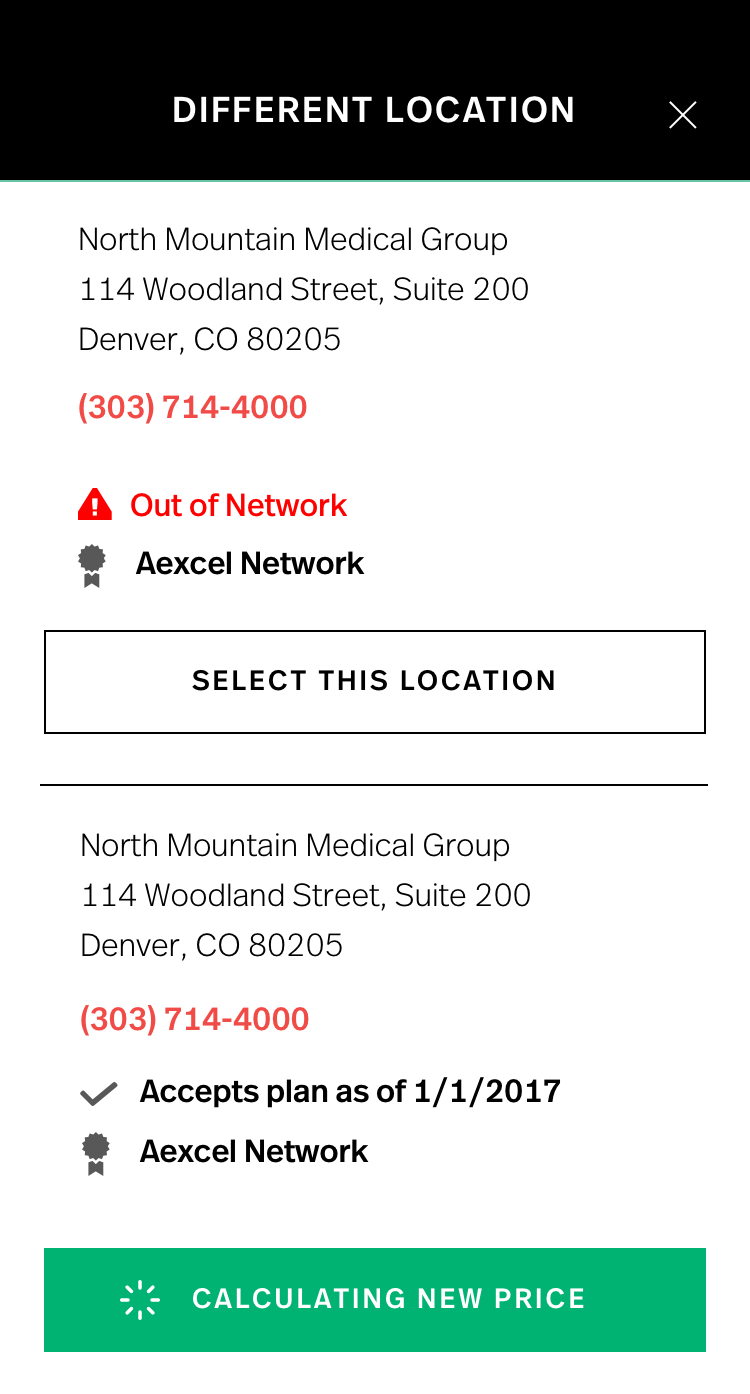 DIFFERENT LOCATION
North Mountain Medical Group
114 Woodland Street, Suite 200
Denver, CO 80205
(303) 714-4000
Out of Network
Aexcel Network
SELECT THIS LOCATION
North Mountain Medical Group
114 Woodland Street, Suite 200
Denver, CO 80205
(303) 714-4000
Accepts plan as of 1/1/2017
Aexcel Network
CALCULATING NEW PRICE